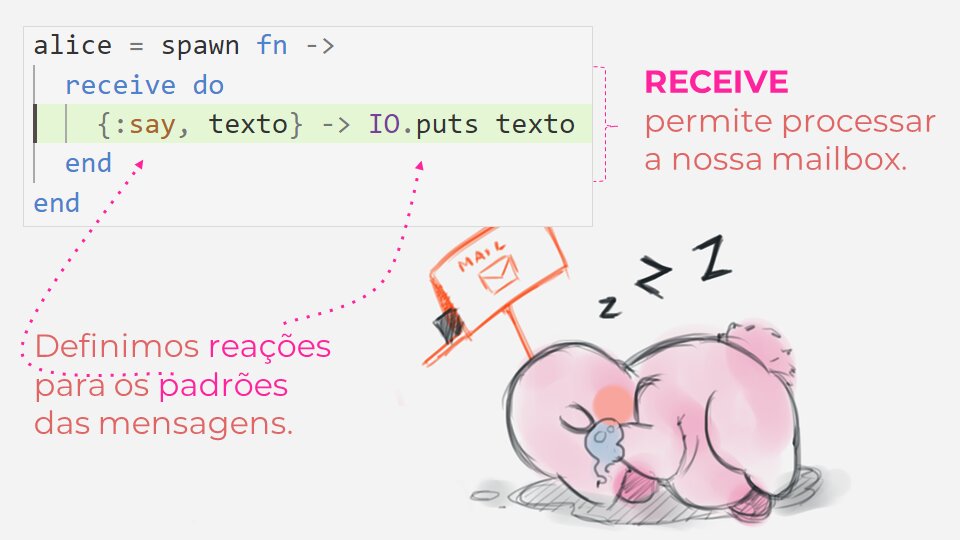 alice = spawn fn ->
receive do
{:say, texto} -> IO.puts texto
end
end
RECEIVE
permite processar
a nossa mailbox.
MAIL
z z z
Definimos reações
para os padrões
das mensagens.